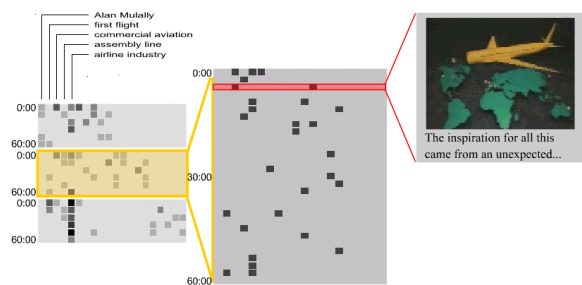 Alan Mulally
first flight
commercial aviation
assembly line
airline industry
0:00
60:00
0:00
60:00
0:00
60:00
0:00
30:00
60:00
The inspiration for all this
came from an unexpected...